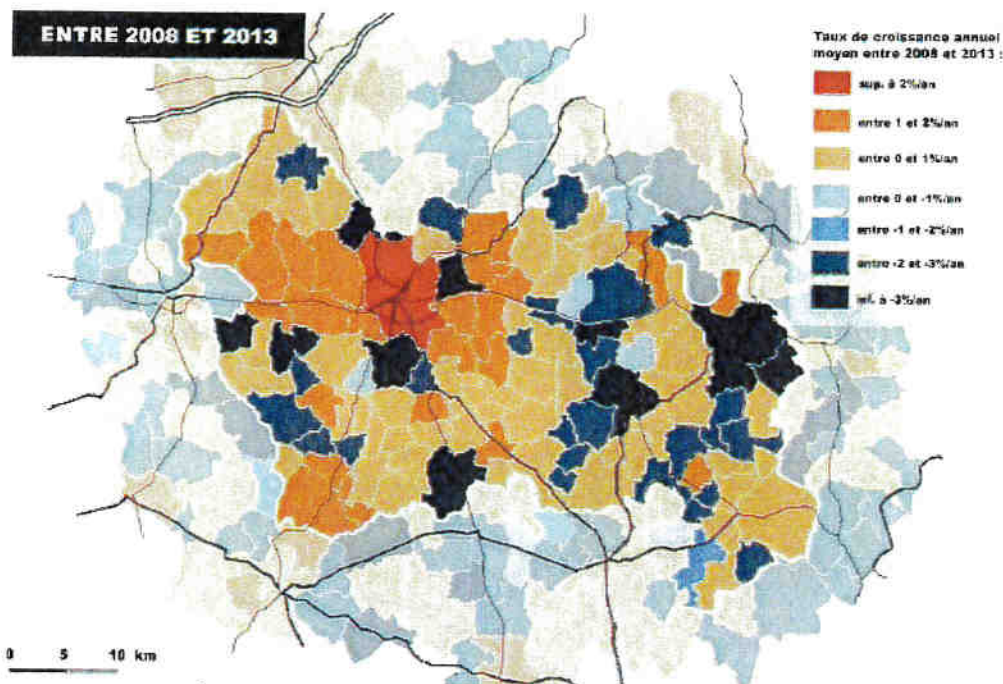 ENTRE 2008 ET 2013
Taux de croissance annuel
moyen entre 2008 et 2013 :
sup. à 2%/an
entre 1 et 2%/an
entre 0 et 1%/an
entre 0 et -1%/an
entre -1 et -2%/an
entre -2 et -3%/an
inf. à -3%/an
0 5 10 km